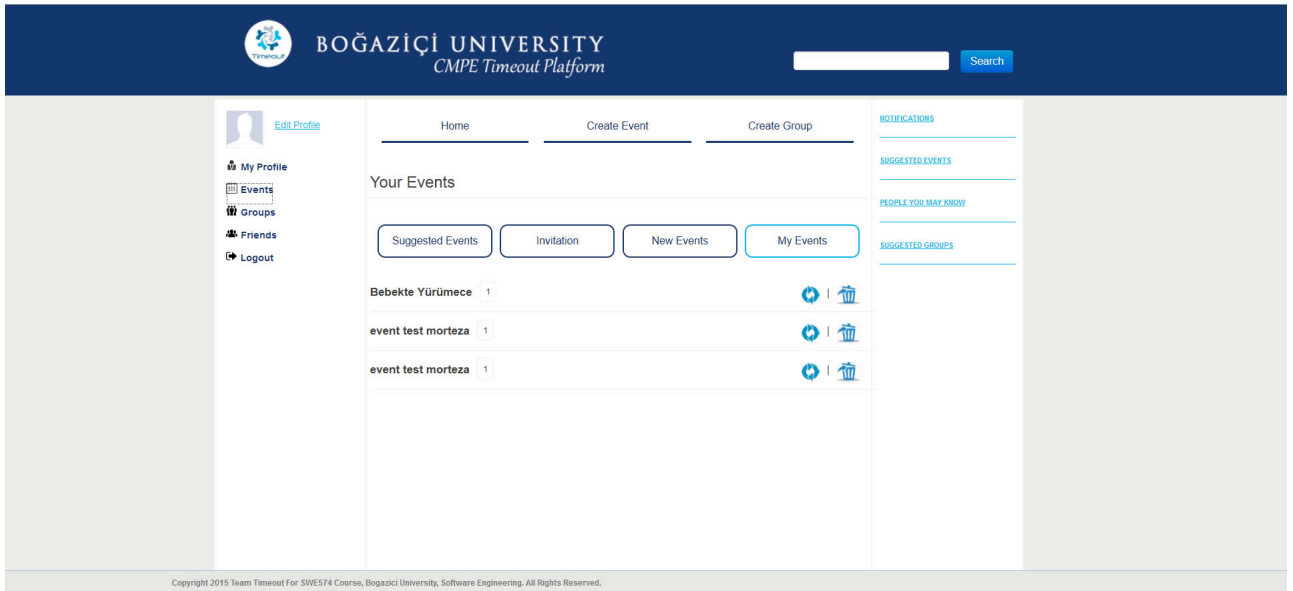 Timeout
BOĞAZİÇİ UNIVERSITY
CMPE Timeout Platform
Search
Edit Profile
My Profile
Events
Groups
Friends
Logout
Home
Create Event
Create Group
Your Events
Suggested Events
Invitation
New Events
My Events
Bebekte Yürümece 1
event test morteza 1
event test morteza 1
NOTIFICATIONS
SUGGESTED EVENTS
PEOPLE YOU MAY KNOW
SUGGESTED GROUPS
Copyright 2015 Team Timeout For SWE574 Course, Bogazici University, Software Engineering. All Rights Reserved.